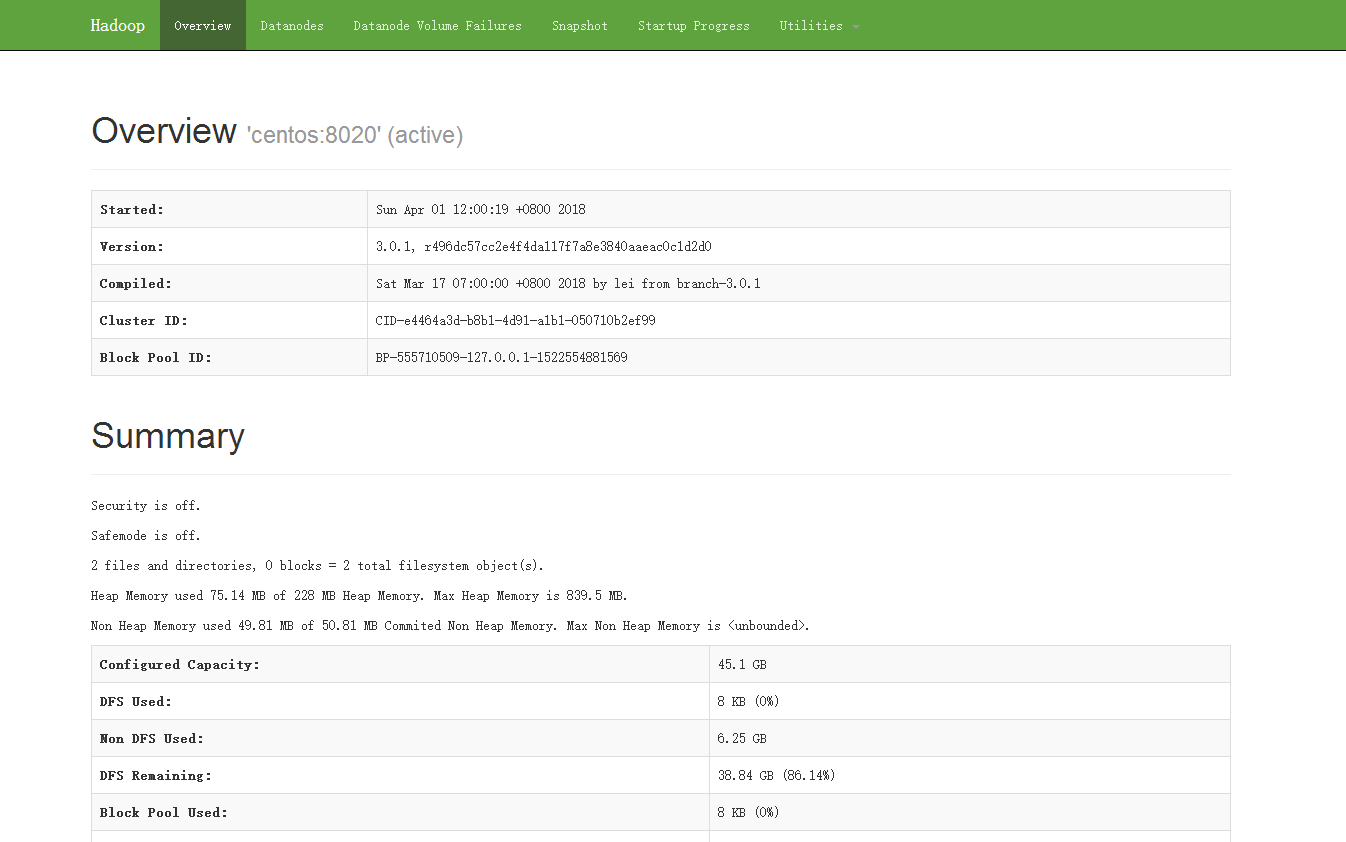 Hadoop Overview Datanodes Datanode Volume Failures Snapshot Startup Progress Utilities
Overview 'centos:8020' (active)
Started: Sun Apr 01 12:00:19 +0800 2018
Version: 3.0.1, r496dc57cc2e4f4da117f7a8e3840aaeac0c1d2d0
Compiled: Sat Mar 17 07:00:00 +0800 2018 by lei from branch-3.0.1
Cluster ID: CID-e4464a3d-b8b1-4d91-a1b1-050710b2ef99
Block Pool ID: BP-555710509-127.0.0.1-1522554881569
Summary
Security is off.
Safemode is off.
2 files and directories, 0 blocks = 2 total filesystem object(s).
Heap Memory used 75.14 MB of 228 MB Heap Memory. Max Heap Memory is 839.5 MB.
Non Heap Memory used 49.81 MB of 50.81 MB Commited Non Heap Memory. Max Non Heap Memory is <unbounded>.
Configured Capacity: 45.1 GB
DFS Used: 8 KB (0%)
Non DFS Used: 6.25 GB
DFS Remaining: 38.84 GB (86.14%)
Block Pool Used: 8 KB (0%)